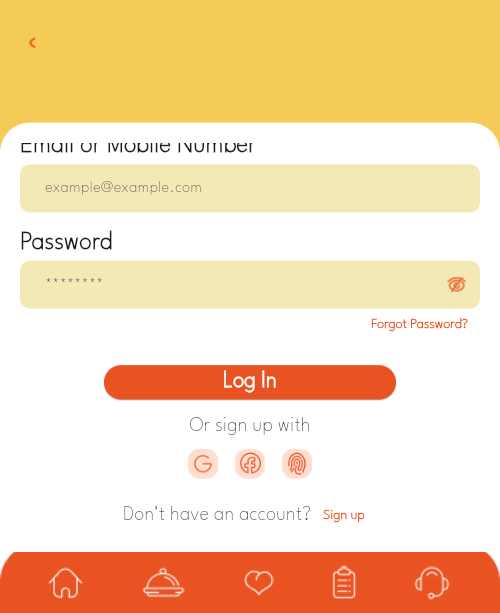 Email or Mobile Number
example@example.com
Password
********
Forgot Password?
Log In
Or sign up with
Don't have an account? Sign up